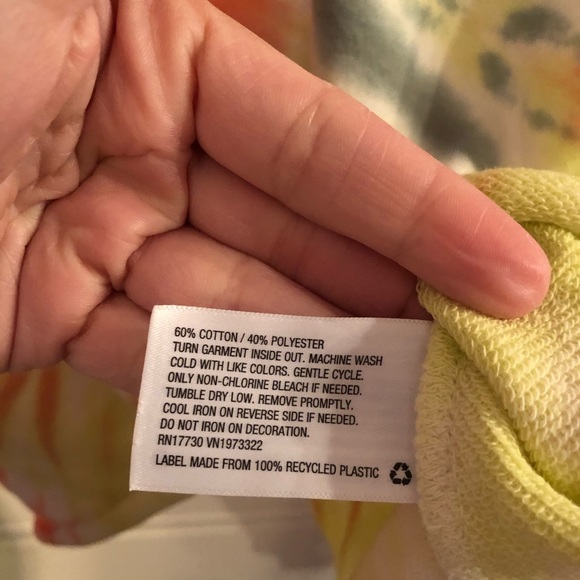 60% COTTON / 40% POLYESTER
TURN GARMENT INSIDE OUT. MACHINE WASH
COLD WITH LIKE COLORS. GENTLE CYCLE.
ONLY NON-CHLORINE BLEACH IF NEEDED.
TUMBLE DRY LOW. REMOVE PROMPTLY.
COOL IRON ON REVERSE SIDE IF NEEDED.
DO NOT IRON ON DECORATION.
RN17730 VN1973322
LABEL MADE FROM 100% RECYCLED PLASTIC